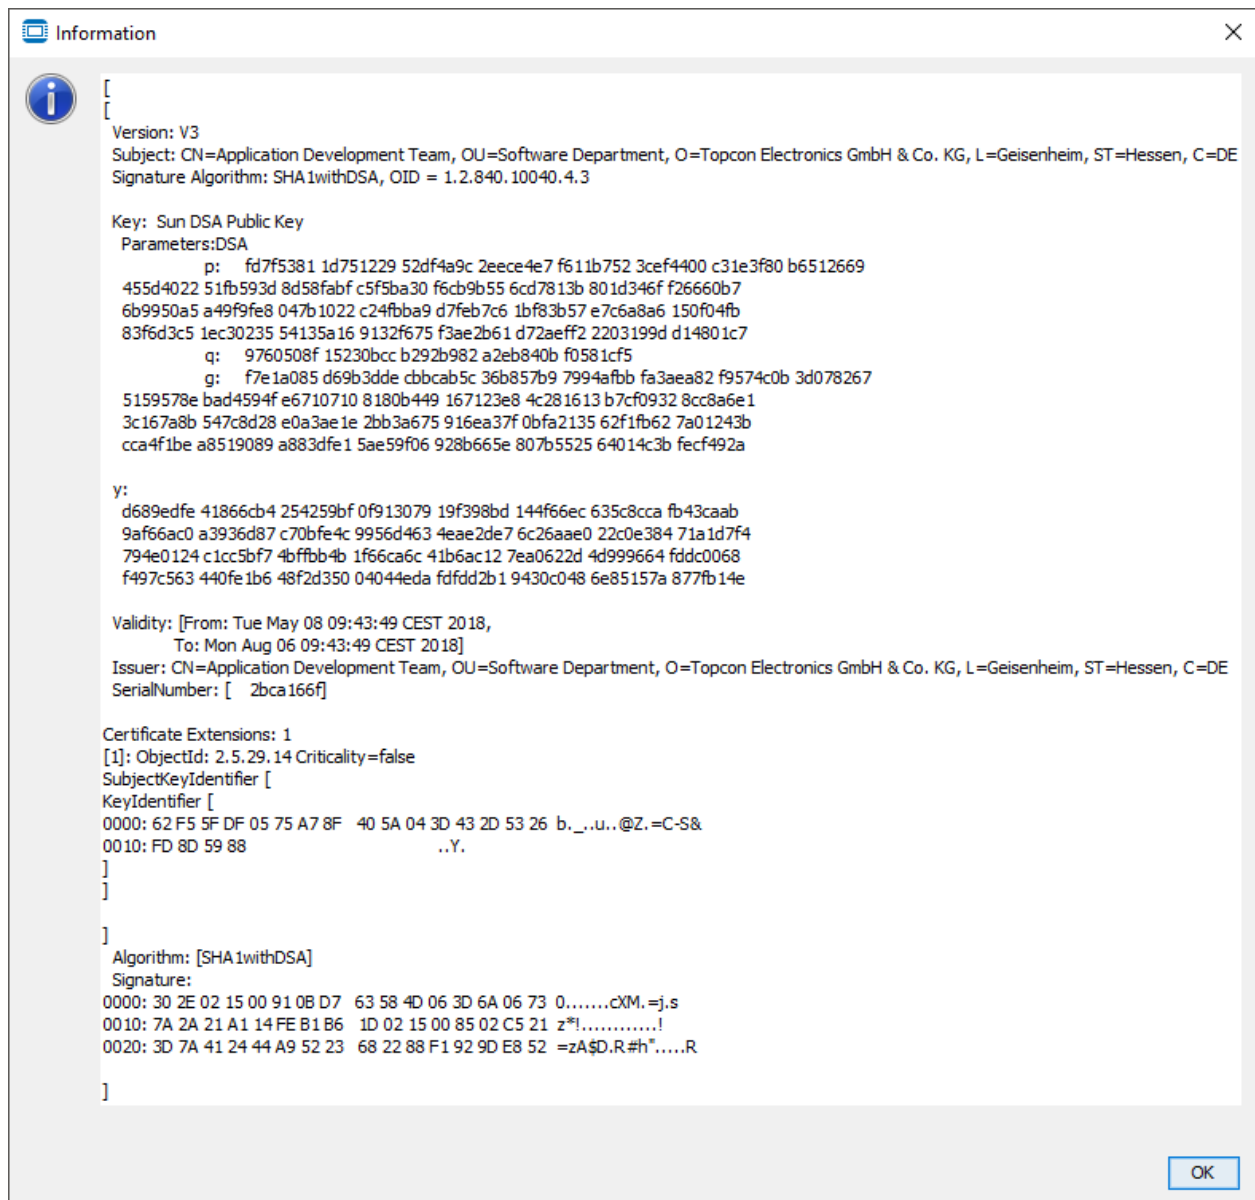 Information
[
[
Version: V3
Subject: CN=Application Development Team, OU=Software Department, O=Topcon Electronics GmbH & Co. KG, L=Geisenheim, ST=Hessen, C=DE
Signature Algorithm: SHA1withDSA, OID = 1.2.840.10040.4.3
Key: Sun DSA Public Key
Parameters:DSA
p: fd7f5381 1d751229 52df4a9c 2eece4e7 f611b752 3cef4400 c31e3f80 b6512669
455d4022 51fb593d 8d58fabf c5f5ba30 f6cb9b55 6cd7813b 801d346f f26660b7
6b9950a5 a49f9fe8 047b1022 c24fbba9 d7feb7c6 1bf83b57 e7c6a8a6 150f04fb
83f6d3c5 1ec30235 54135a16 9132f675 f3ae2b61 d72aeff2 2203199d d14801c7
q: 9760508f 15230bcc b292b982 a2eb840b f0581cf5
g: f7e1a085 d69b3dde cbbcab5c 36b857b9 7994afbb fa3aea82 f9574c0b 3d078267
5159578e bad4594f e6710710 8180b449 167123e8 4c281613 b7cf0932 8cc8a6e1
3c167a8b 547c8d28 e0a3ae1e 2bb3a675 916ea37f 0bfa2135 62f1fb62 7a01243b
cca4f1be a8519089 a883dfe1 5ae59f06 928b665e 807b5525 64014c3b fecf492a
y:
d689edfe 41866cb4 254259bf 0f913079 19f398bd 144f66ec 635c8cca fb43caab
9af66ac0 a3936d87 c70bfe4c 9956d463 4eae2de7 6c26aae0 22c0e384 71a1d7f4
794e0124 c1cc5bf7 4bffbb4b 1f66ca6c 41b6ac12 7ea0622d 4d999664 fddc0068
f497c563 440fe1b6 48f2d350 04044eda fdfdd2b1 9430c048 6e85157a 877fb14e
Validity: [From: Tue May 08 09:43:49 CEST 2018,
To: Mon Aug 06 09:43:49 CEST 2018]
Issuer: CN=Application Development Team, OU=Software Department, O=Topcon Electronics GmbH & Co. KG, L=Geisenheim, ST=Hessen, C=DE
SerialNumber: [ 2bca166f]
Certificate Extensions: 1
[1]: ObjectId: 2.5.29.14 Criticality=false
SubjectKeyIdentifier [
KeyIdentifier [
0000: 62 F5 5F DF 05 75 A7 8F 40 5A 04 3D 43 2D 53 26 b._..u..@Z.=C-S&
0010: FD 8D 59 88 ..Y.
]
]
]
Algorithm: [SHA1withDSA]
Signature:
0000: 30 2E 02 15 00 91 0B D7 63 58 4D 06 3D 6A 06 73 0.......cXM.=j.s
0010: 7A 2A 21 A1 14 FE B1 B6 1D 02 15 00 85 02 C5 21 z*!............!
0020: 3D 7A 41 24 44 A9 52 23 68 22 88 F1 92 9D E8 52 =zA$D.R#h".....R
]
OK